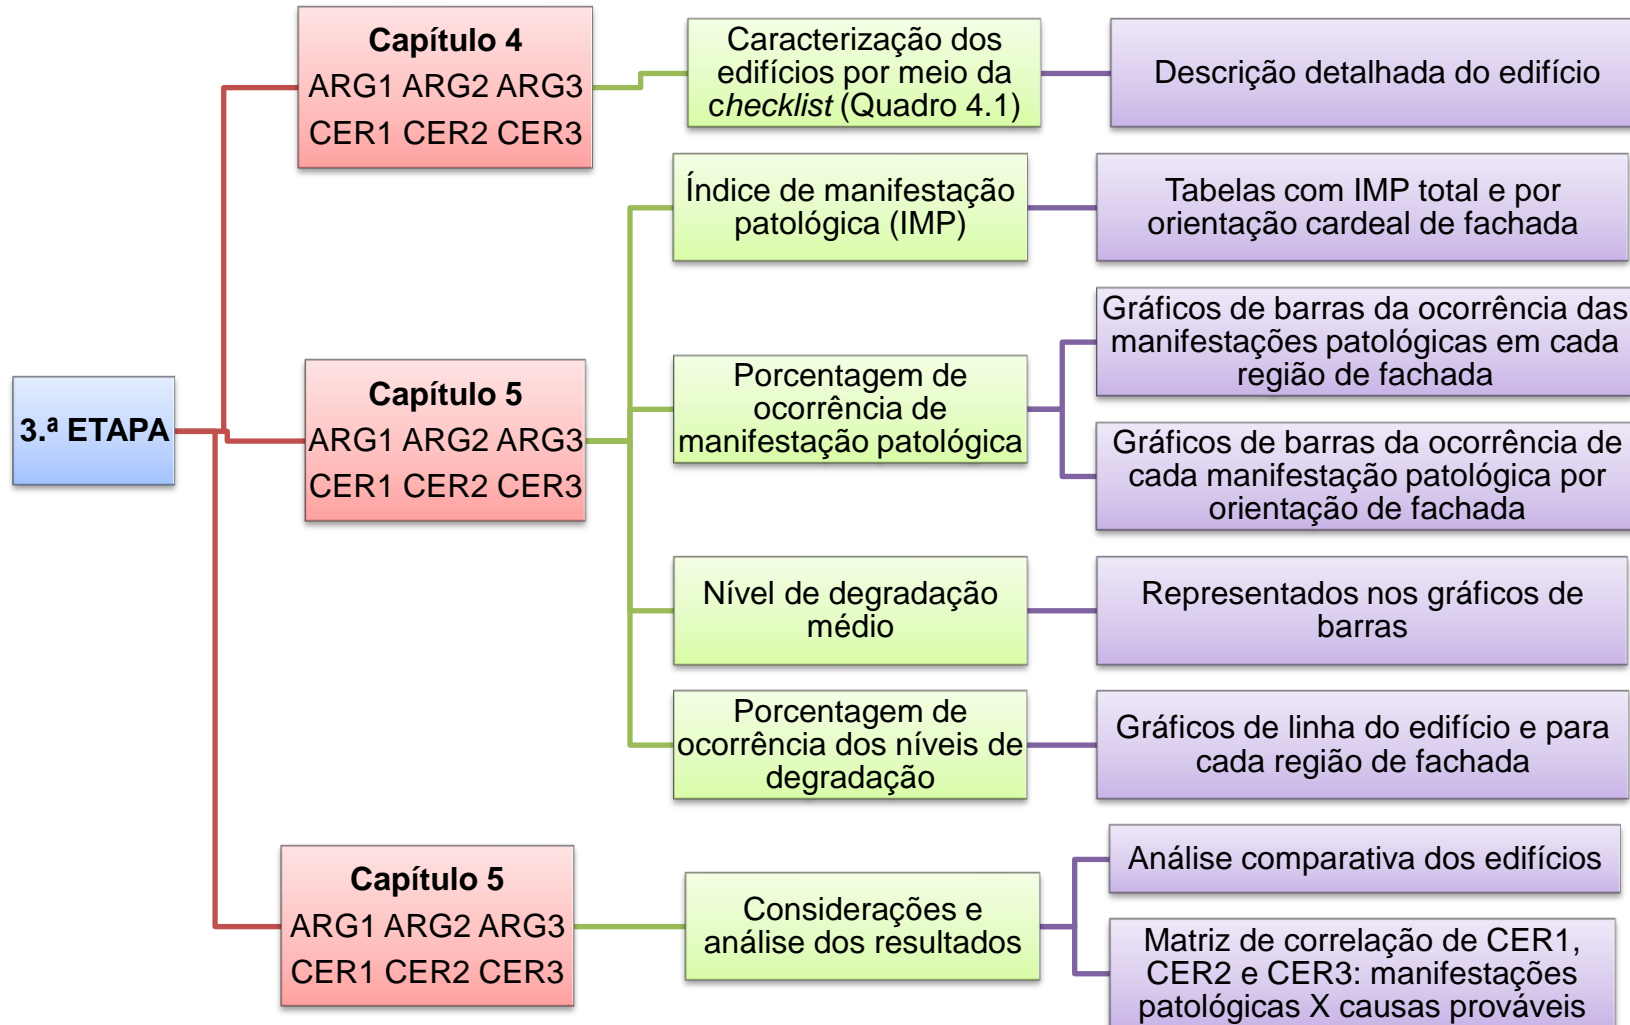 3.ª ETAPA
Capítulo 4
ARG1 ARG2 ARG3
CER1 CER2 CER3
Caracterização dos
edifícios por meio da
checklist (Quadro 4.1)
Descrição detalhada do edifício
Capítulo 5
ARG1 ARG2 ARG3
CER1 CER2 CER3
Índice de manifestação
patológica (IMP)
Tabelas com IMP total e por
orientação cardeal de fachada
Porcentagem de
ocorrência de
manifestação patológica
Gráficos de barras da ocorrência das
manifestações patológicas em cada
região de fachada
Gráficos de barras da ocorrência de
cada manifestação patológica por
orientação de fachada
Nível de degradação
médio
Representados nos gráficos de
barras
Porcentagem de
ocorrência dos níveis de
degradação
Gráficos de linha do edifício e para
cada região de fachada
Capítulo 5
ARG1 ARG2 ARG3
CER1 CER2 CER3
Considerações e
análise dos resultados
Análise comparativa dos edifícios
Matriz de correlação de CER1,
CER2 e CER3: manifestações
patológicas X causas prováveis